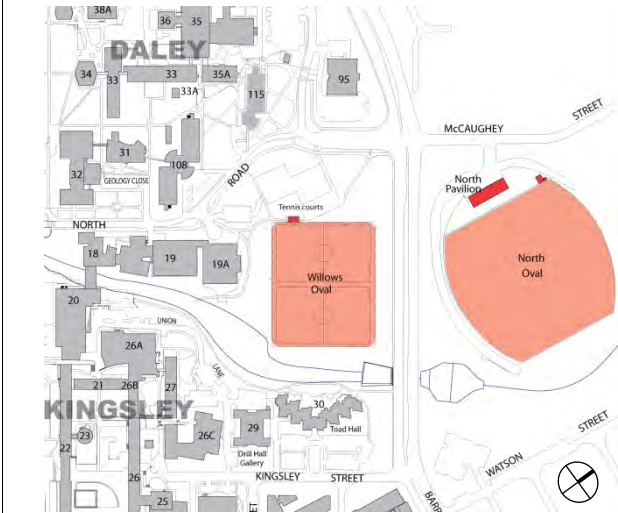 38A
36
35
DALEY
34
33
33
35A
33A
115
95
McCAUGHEY
STREET
31
32
108
GEOLOGY CLOSE
ROAD
North
Pavilion
Tennis courts
NORTH
18
19
19A
Willows
Oval
North
Oval
20
UNION
LANE
26A
21
26B
27
KINGSLEY
22
23
26C
29
30
Toad Hall
Drill Hall
Gallery
KINGSLEY
STREET
WATSON
STREET
26
25
ET
BARR